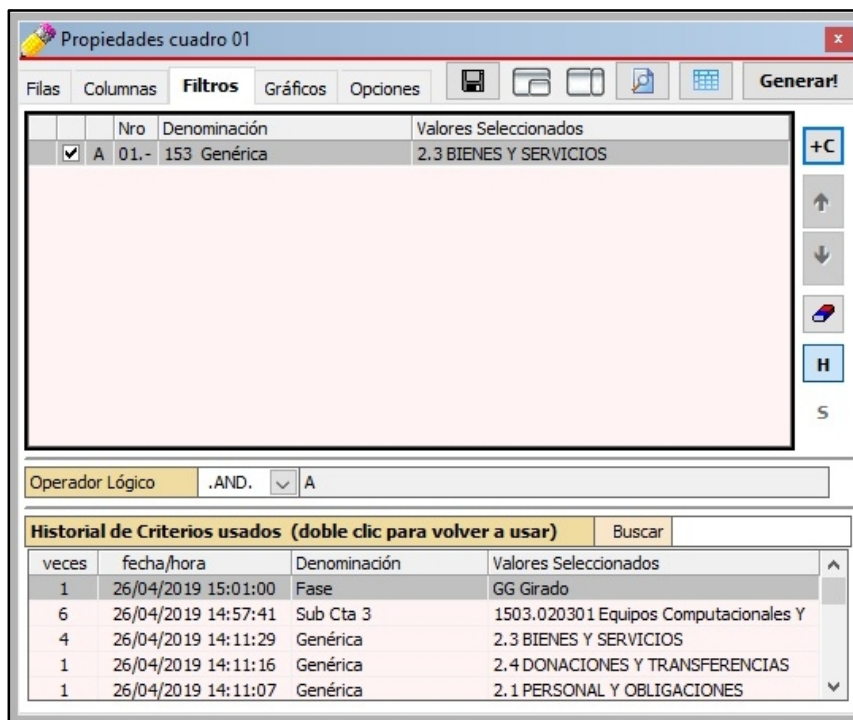 Propiedades cuadro 01
x
Filas Columnas Filtros Gráficos Opciones Generar!
Nro Denominación Valores Seleccionados
A 01.- 153 Genérica 2.3 BIENES Y SERVICIOS
+C
H
S
Operador Lógico .AND. A
Historial de Criterios usados (doble clic para volver a usar) Buscar
veces fecha/hora Denominación Valores Seleccionados
1 26/04/2019 15:01:00 Fase GG Girado
6 26/04/2019 14:57:41 Sub Cta 3 1503.020301 Equipos Computacionales Y
4 26/04/2019 14:11:29 Genérica 2.3 BIENES Y SERVICIOS
1 26/04/2019 14:11:16 Genérica 2.4 DONACIONES Y TRANSFERENCIAS
1 26/04/2019 14:11:07 Genérica 2.1 PERSONAL Y OBLIGACIONES